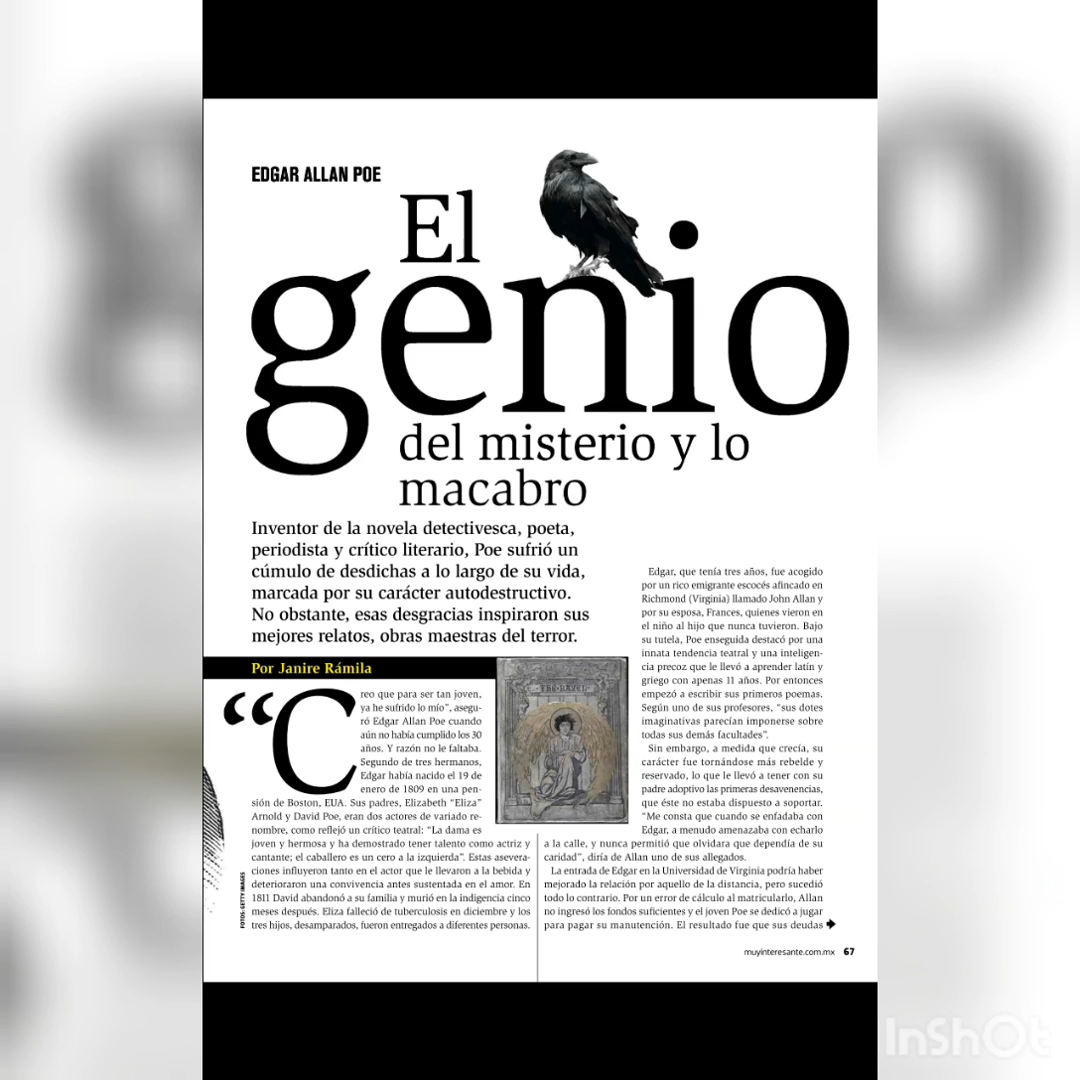 EDGAR ALLAN POE
El
genio
del misterio y lo
macabro
Inventor de la novela detectivesca, poeta,
periodista y crítico literario, Poe sufrió un
cúmulo de desdichas a lo largo de su vida,
marcada por su carácter autodestructivo.
No obstante, esas desgracias inspiraron sus
mejores relatos, obras maestras del terror.
Por Janire Rámila
“C
reo que para ser tan joven,
ya he sufrido lo mío”, asegu-
ró Edgar Allan Poe cuando
aún no había cumplido los 30
años. Y razón no le faltaba.
Segundo de tres hermanos,
Edgar había nacido el 19 de
enero de 1809 en una pen-
sión de Boston, EUA. Sus padres, Elizabeth “Eliza”
Arnold y David Poe, eran dos actores de variado re-
nombre, como reflejó un crítico teatral: “La dama es
joven y hermosa y ha demostrado tener talento como actriz y
cantante; el caballero es un cero a la izquierda”. Estas asevera-
ciones influyeron tanto en el actor que le llevaron a la bebida y
deterioraron una convivencia antes sustentada en el amor. En
1811 David abandonó a su familia y murió en la indigencia cinco
meses después. Eliza falleció de tuberculosis en diciembre y los
tres hijos, desamparados, fueron entregados a diferentes personas.
FOTOS: GETTY IMAGES
THE RAVEN
Edgar, que tenía tres años, fue acogido
por un rico emigrante escocés afincado en
Richmond (Virginia) llamado John Allan y
por su esposa, Frances, quienes vieron en
el niño al hijo que nunca tuvieron. Bajo
su tutela, Poe enseguida destacó por una
innata tendencia teatral y una inteligen-
cia precoz que le llevó a aprender latín y
griego con apenas 11 años. Por entonces
empezó a escribir sus primeros poemas.
Según uno de sus profesores, “sus dotes
imaginativas parecían imponerse sobre
todas sus demás facultades”.
Sin embargo, a medida que crecía, su
carácter fue tornándose más rebelde y
reservado, lo que le llevó a tener con su
padre adoptivo las primeras desavenencias,
que éste no estaba dispuesto a soportar.
“Me consta que cuando se enfadaba con
Edgar, a menudo amenazaba con echarlo
a la calle, y nunca permitió que olvidara que dependía de su
caridad”, diría de Allan uno de sus allegados.
La entrada de Edgar en la Universidad de Virginia podría haber
mejorado la relación por aquello de la distancia, pero sucedió
todo lo contrario. Por un error de cálculo al matricularlo, Allan
no ingresó los fondos suficientes y el joven Poe se dedicó a jugar
para pagar su manutención. El resultado fue que sus deudas
muyinteresante.com.mx 67
InShOt